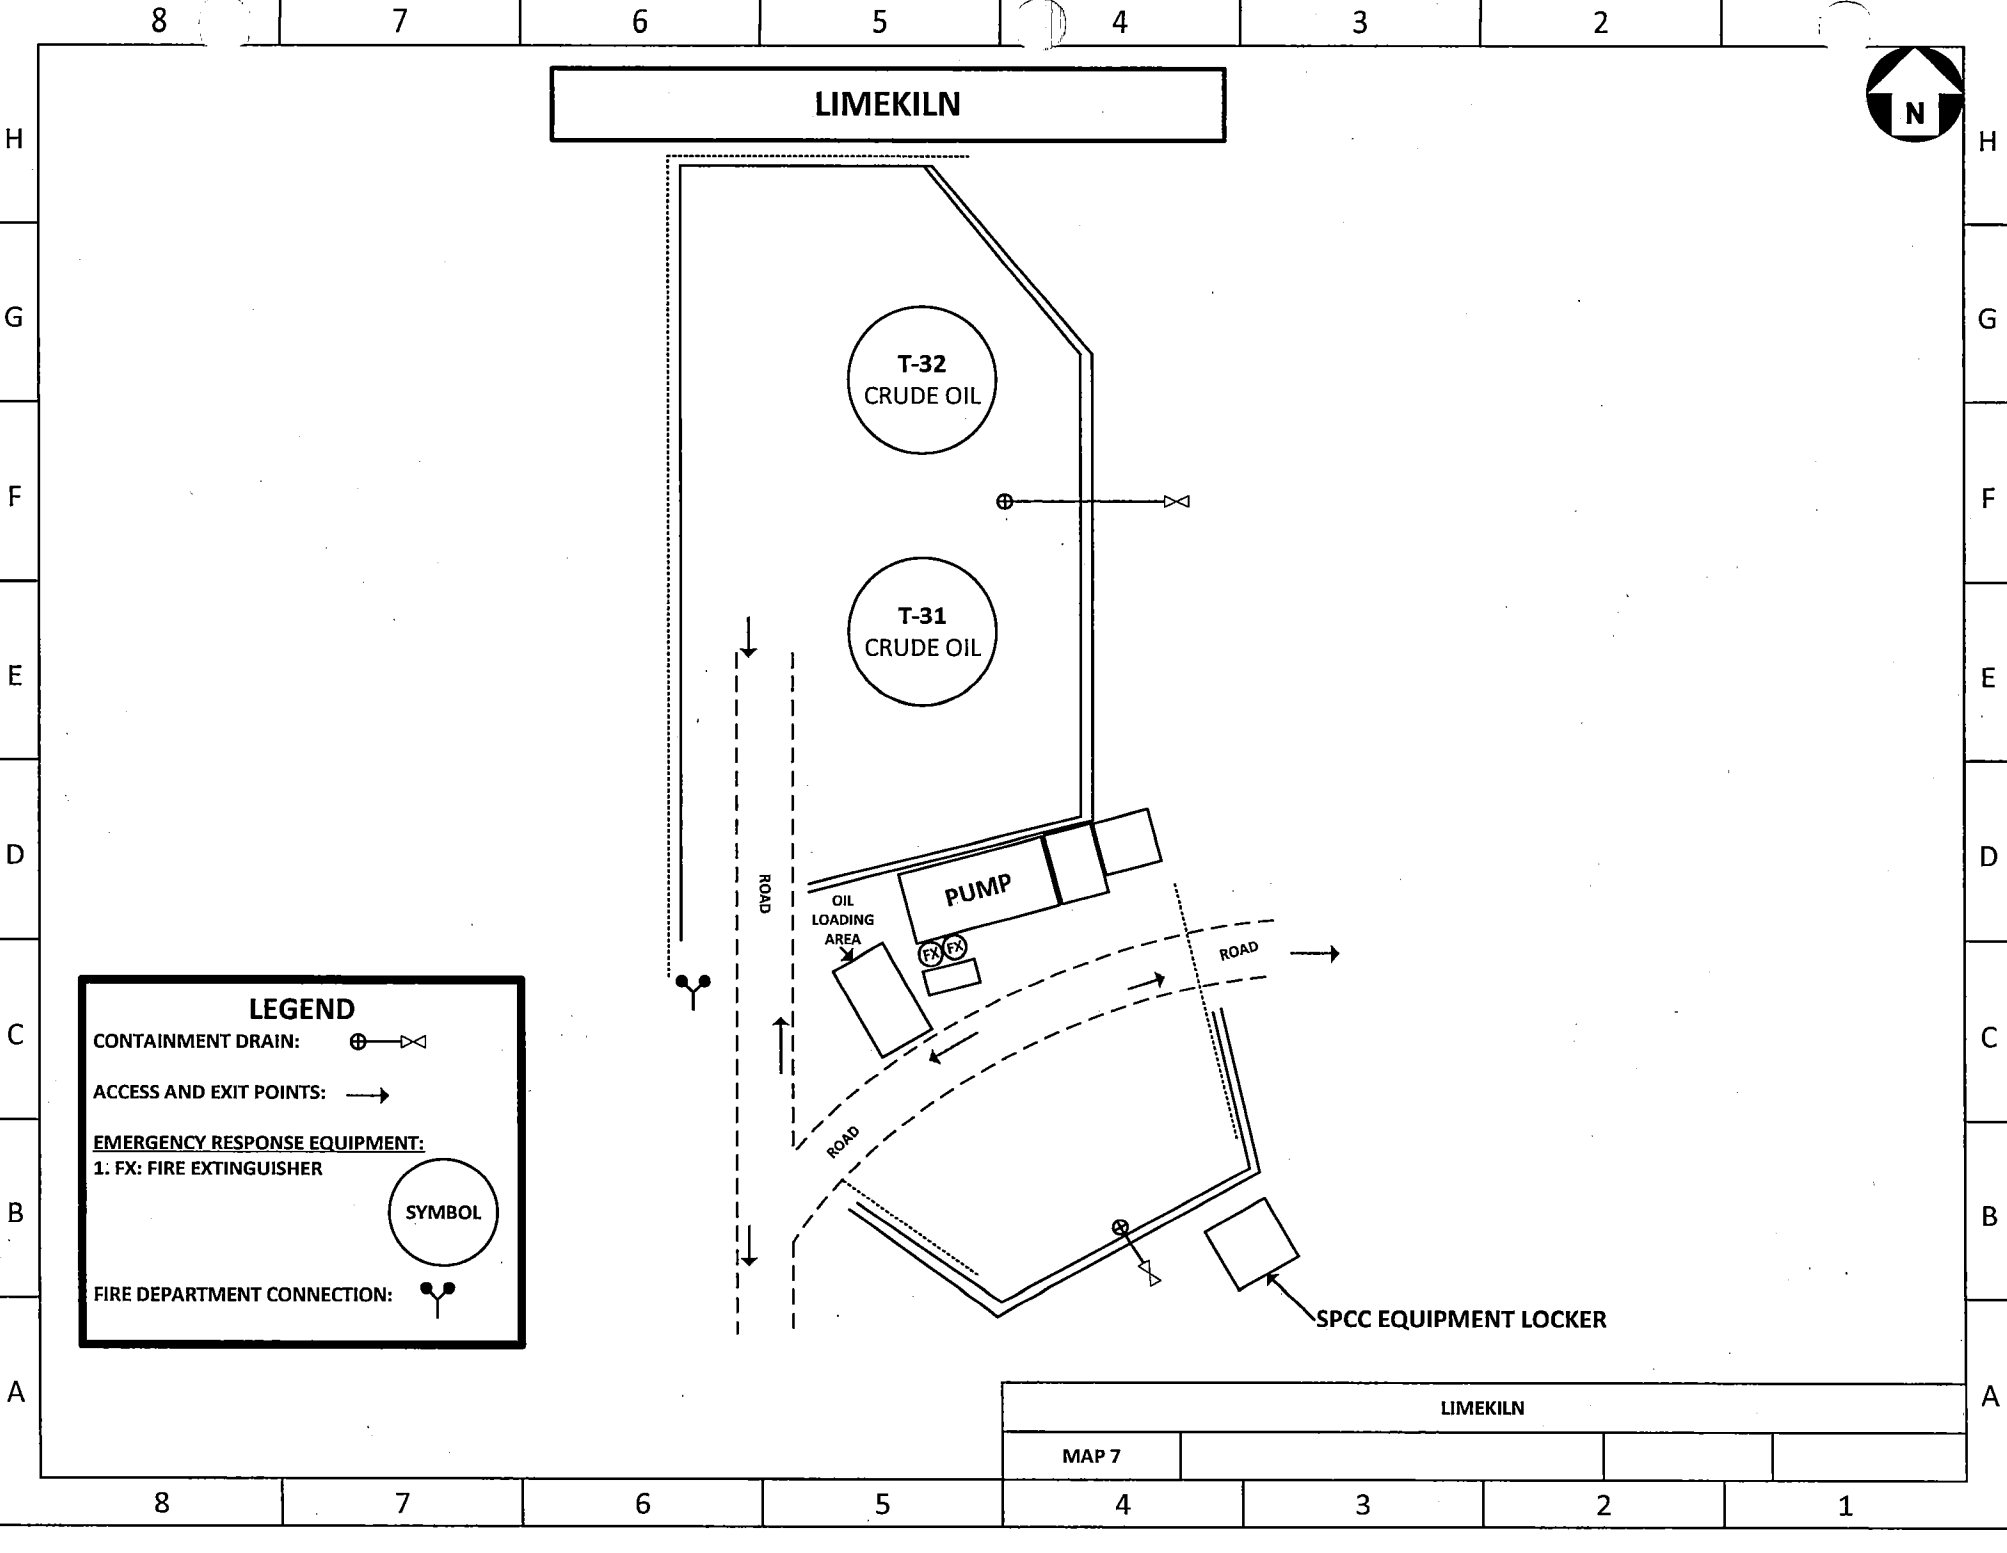 8 7 6 5 4 3 2
LIMEKILN
N
H H
G G
T-32
CRUDE OIL
F F
T-31
CRUDE OIL
E E
D D
PUMP
ROAD
OIL
LOADING
AREA
FX FX
ROAD
ROAD
C C
LEGEND
CONTAINMENT DRAIN:
ACCESS AND EXIT POINTS:
EMERGENCY RESPONSE EQUIPMENT:
1. FX: FIRE EXTINGUISHER
SYMBOL
FIRE DEPARTMENT CONNECTION:
B B
SPCC EQUIPMENT LOCKER
A A
LIMEKILN
MAP 7
8 7 6 5 4 3 2 1